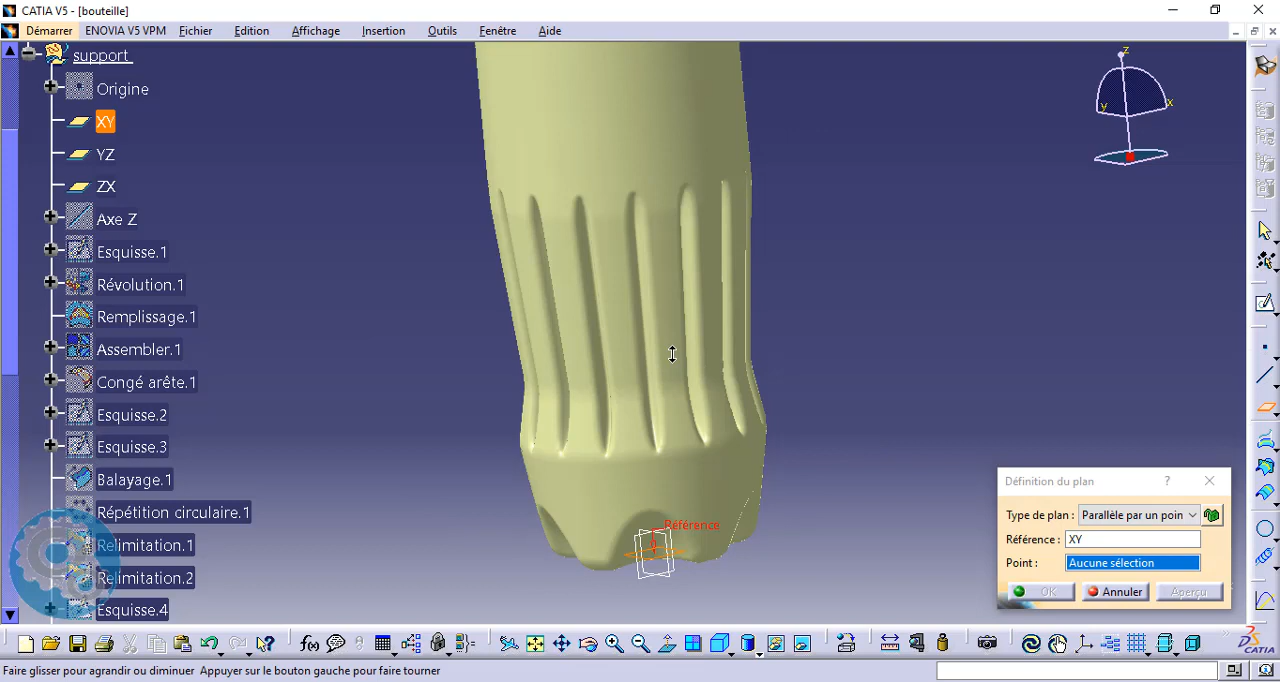 CATIA V5 - [bouteille]
Démarrer ENOVIA V5 VPM Fichier Edition Affichage Insertion Outils Fenêtre Aide
support
Origine
XY
YZ
ZX
Axe Z
Esquisse.1
Révolution.1
Remplissage.1
Assembler.1
Congé arête.1
Esquisse.2
Esquisse.3
Balayage.1
Répétition circulaire.1
Relimitation.1
Relimitation.2
Esquisse.4
z
y x
Référence
Définition du plan ?
Type de plan : Parallèle par un poin
Référence : XY
Point : Aucune sélection
OK Annuler Aperçu
f(x)
CATIA
Faire glisser pour agrandir ou diminuer Appuyer sur le bouton gauche pour faire tourner